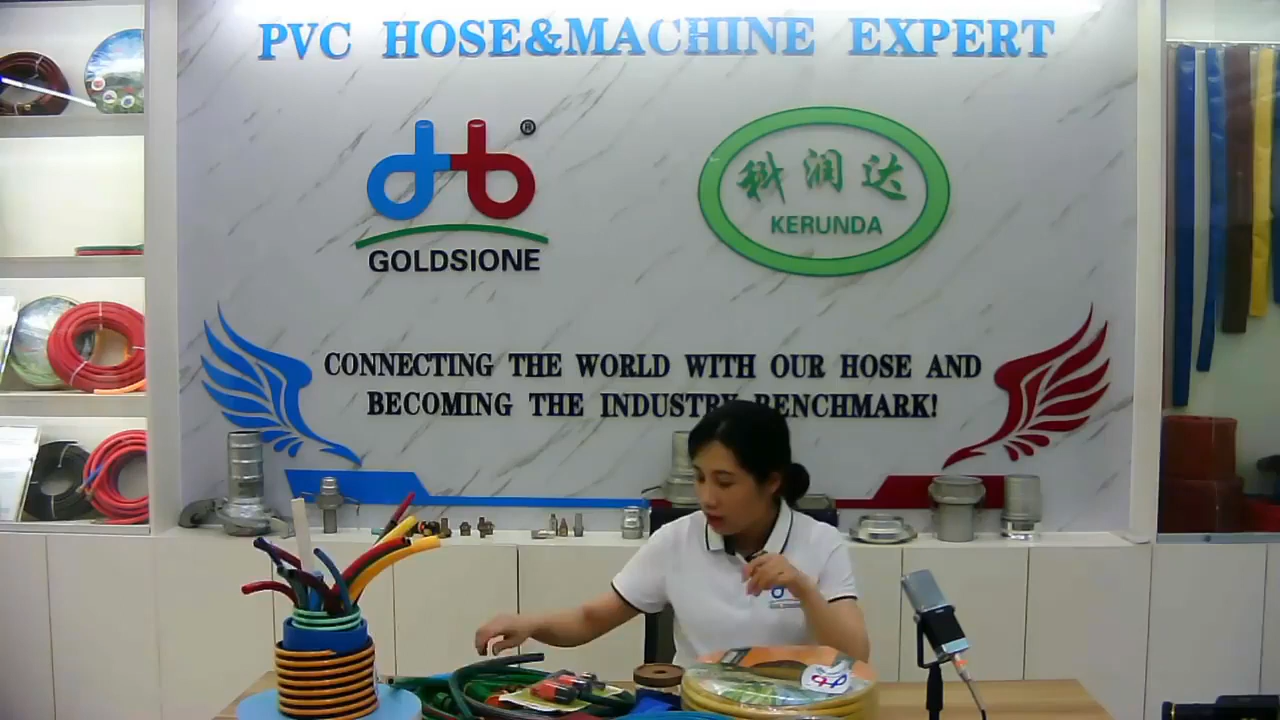 PVC HOSE&MACHINE EXPERT
®
GOLDSIONE
科润达
KERUNDA
CONNECTING THE WORLD WITH OUR HOSE AND
BECOMING THE INDUSTRY BENCHMARK!